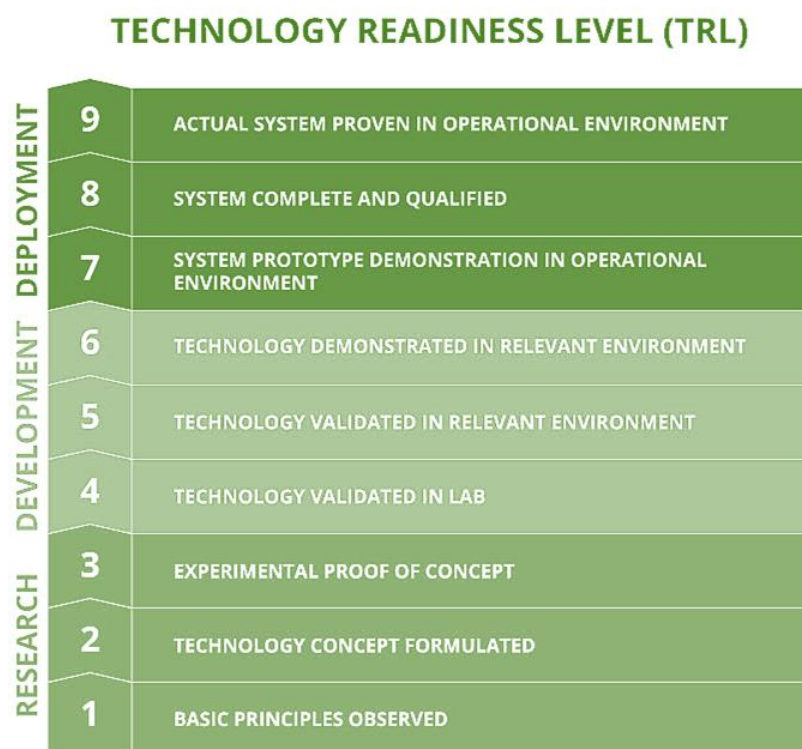 TECHNOLOGY READINESS LEVEL (TRL)
DEPLOYMENT
9
ACTUAL SYSTEM PROVEN IN OPERATIONAL ENVIRONMENT
8
SYSTEM COMPLETE AND QUALIFIED
7
SYSTEM PROTOTYPE DEMONSTRATION IN OPERATIONAL
ENVIRONMENT
DEVELOPMENT
6
TECHNOLOGY DEMONSTRATED IN RELEVANT ENVIRONMENT
5
TECHNOLOGY VALIDATED IN RELEVANT ENVIRONMENT
4
TECHNOLOGY VALIDATED IN LAB
RESEARCH
3
EXPERIMENTAL PROOF OF CONCEPT
2
TECHNOLOGY CONCEPT FORMULATED
1
BASIC PRINCIPLES OBSERVED